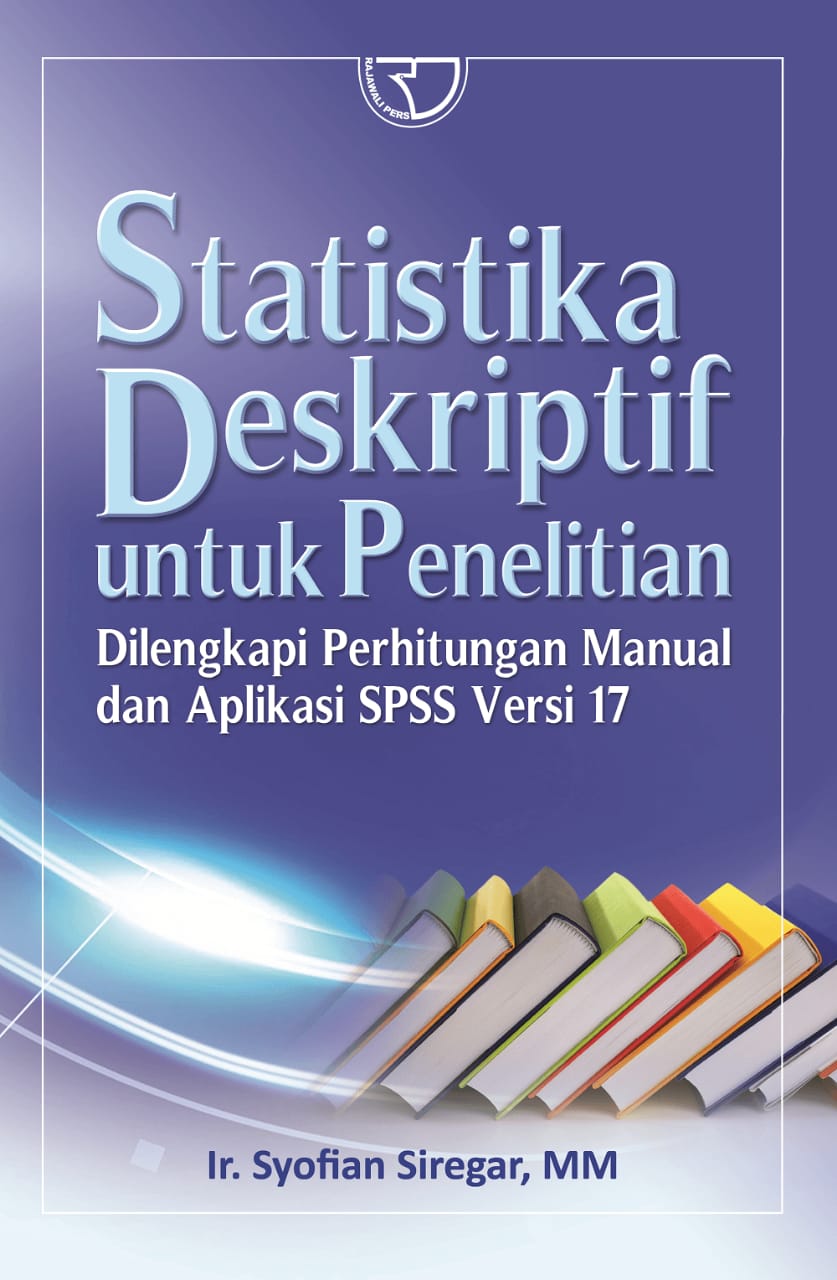 RAJAWALI PERS
Statistika
Deskriptif
untuk Penelitian
Dilengkapi Perhitungan Manual
dan Aplikasi SPSS Versi 17
Ir. Syofian Siregar, MM